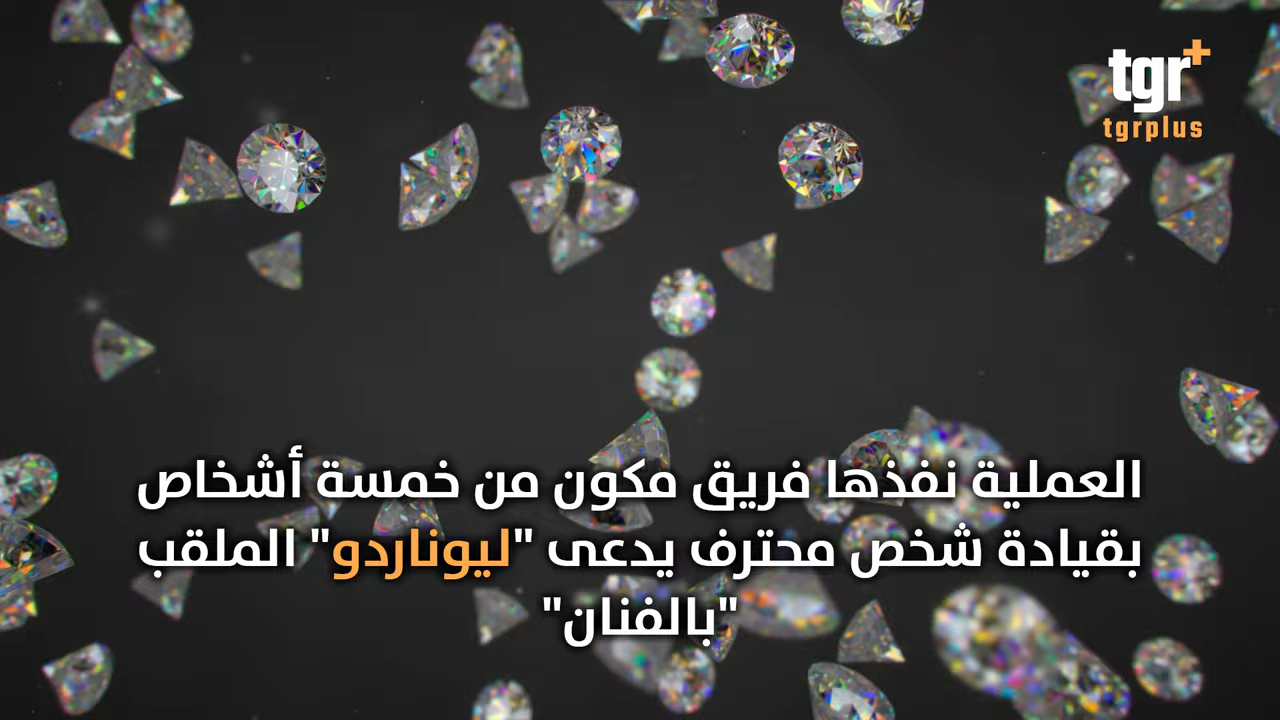 tgr+
tgrplus
العملية نفذها فريق مكون من خمسة أشخاص
بقيادة شخص محترف يدعى "ليوناردو" الملقب
"بالفنان"